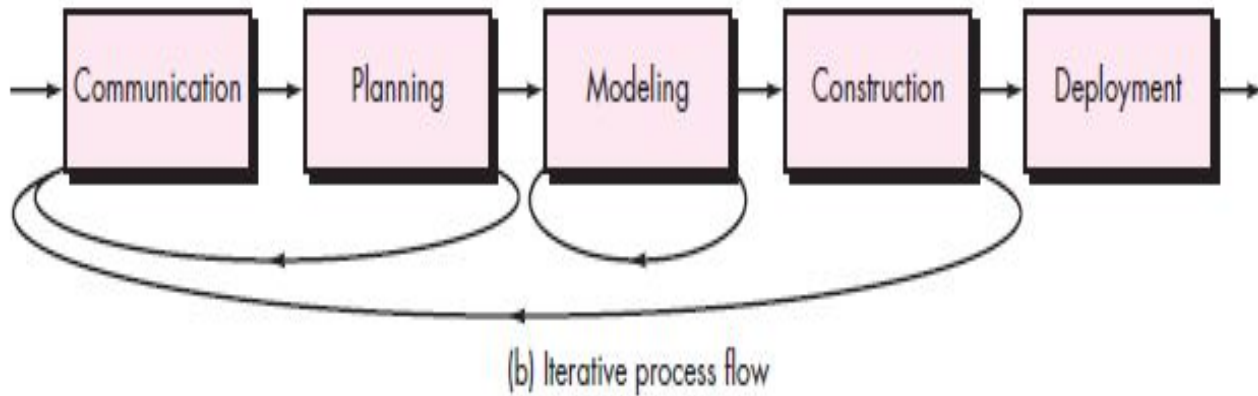 Communication
Planning
Modeling
Construction
Deployment
(b) Iterative process flow